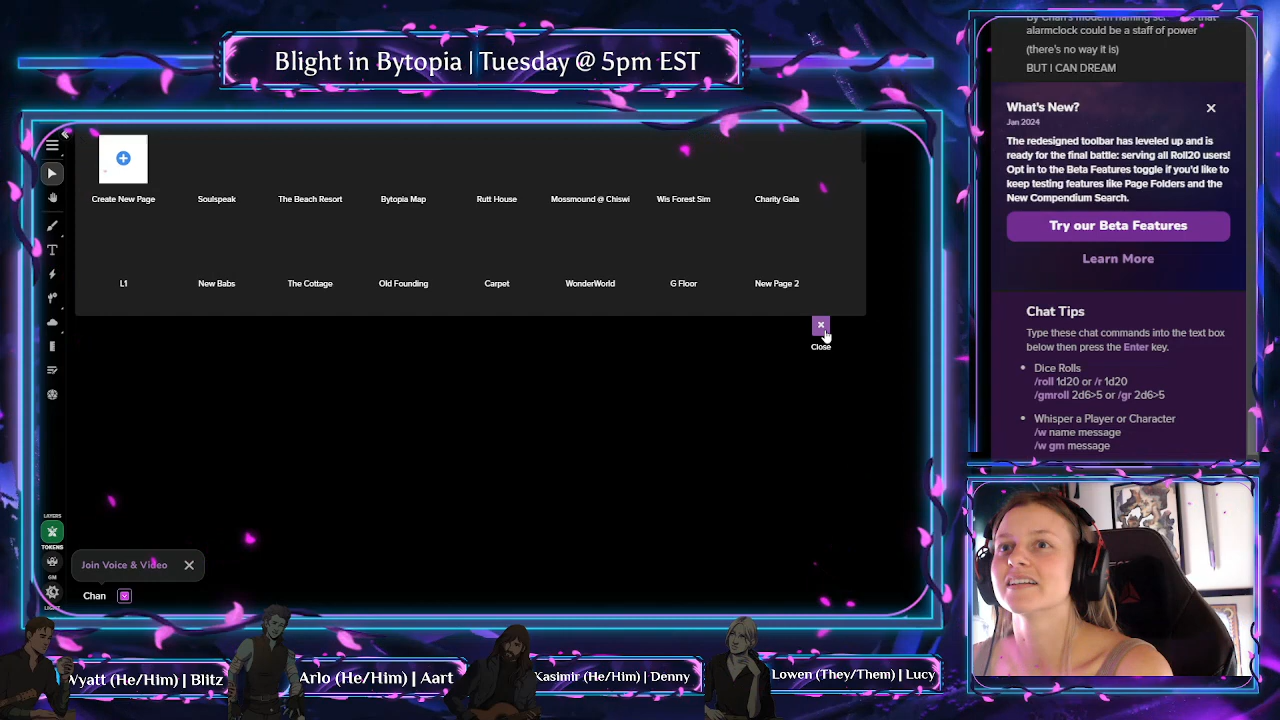 Blight in Bytopia | Tuesday @ 5pm EST
Create New Page
Soulspeak
The Beach Resort
Bytopia Map
Rutt House
Mossmound @ Chiswi
Wis Forest Sim
Charity Gala
L1
New Babs
The Cottage
Old Founding
Carpet
WonderWorld
G Floor
New Page 2
Close
LAYERS
TOKENS
GM
LIGHT
Join Voice & Video
Chan
alarmclock could be a staff of power
(there's no way it is)
BUT I CAN DREAM
What's New?
Jan 2024
The redesigned toolbar has leveled up and is
ready for the final battle: serving all Roll20 users!
Opt in to the Beta Features toggle if you'd like to
keep testing features like Page Folders and the
New Compendium Search.
Try our Beta Features
Learn More
Chat Tips
Type these chat commands into the text box
below then press the Enter key.
Dice Rolls
/roll 1d20 or /r 1d20
/gmroll 2d6>5 or /gr 2d6>5
Whisper a Player or Character
/w name message
/w gm message
Wyatt (He/Him) | Blitz
Arlo (He/Him) | Aart
Kasimir (He/Him) | Denny
Lowen (They/Them) | Lucy